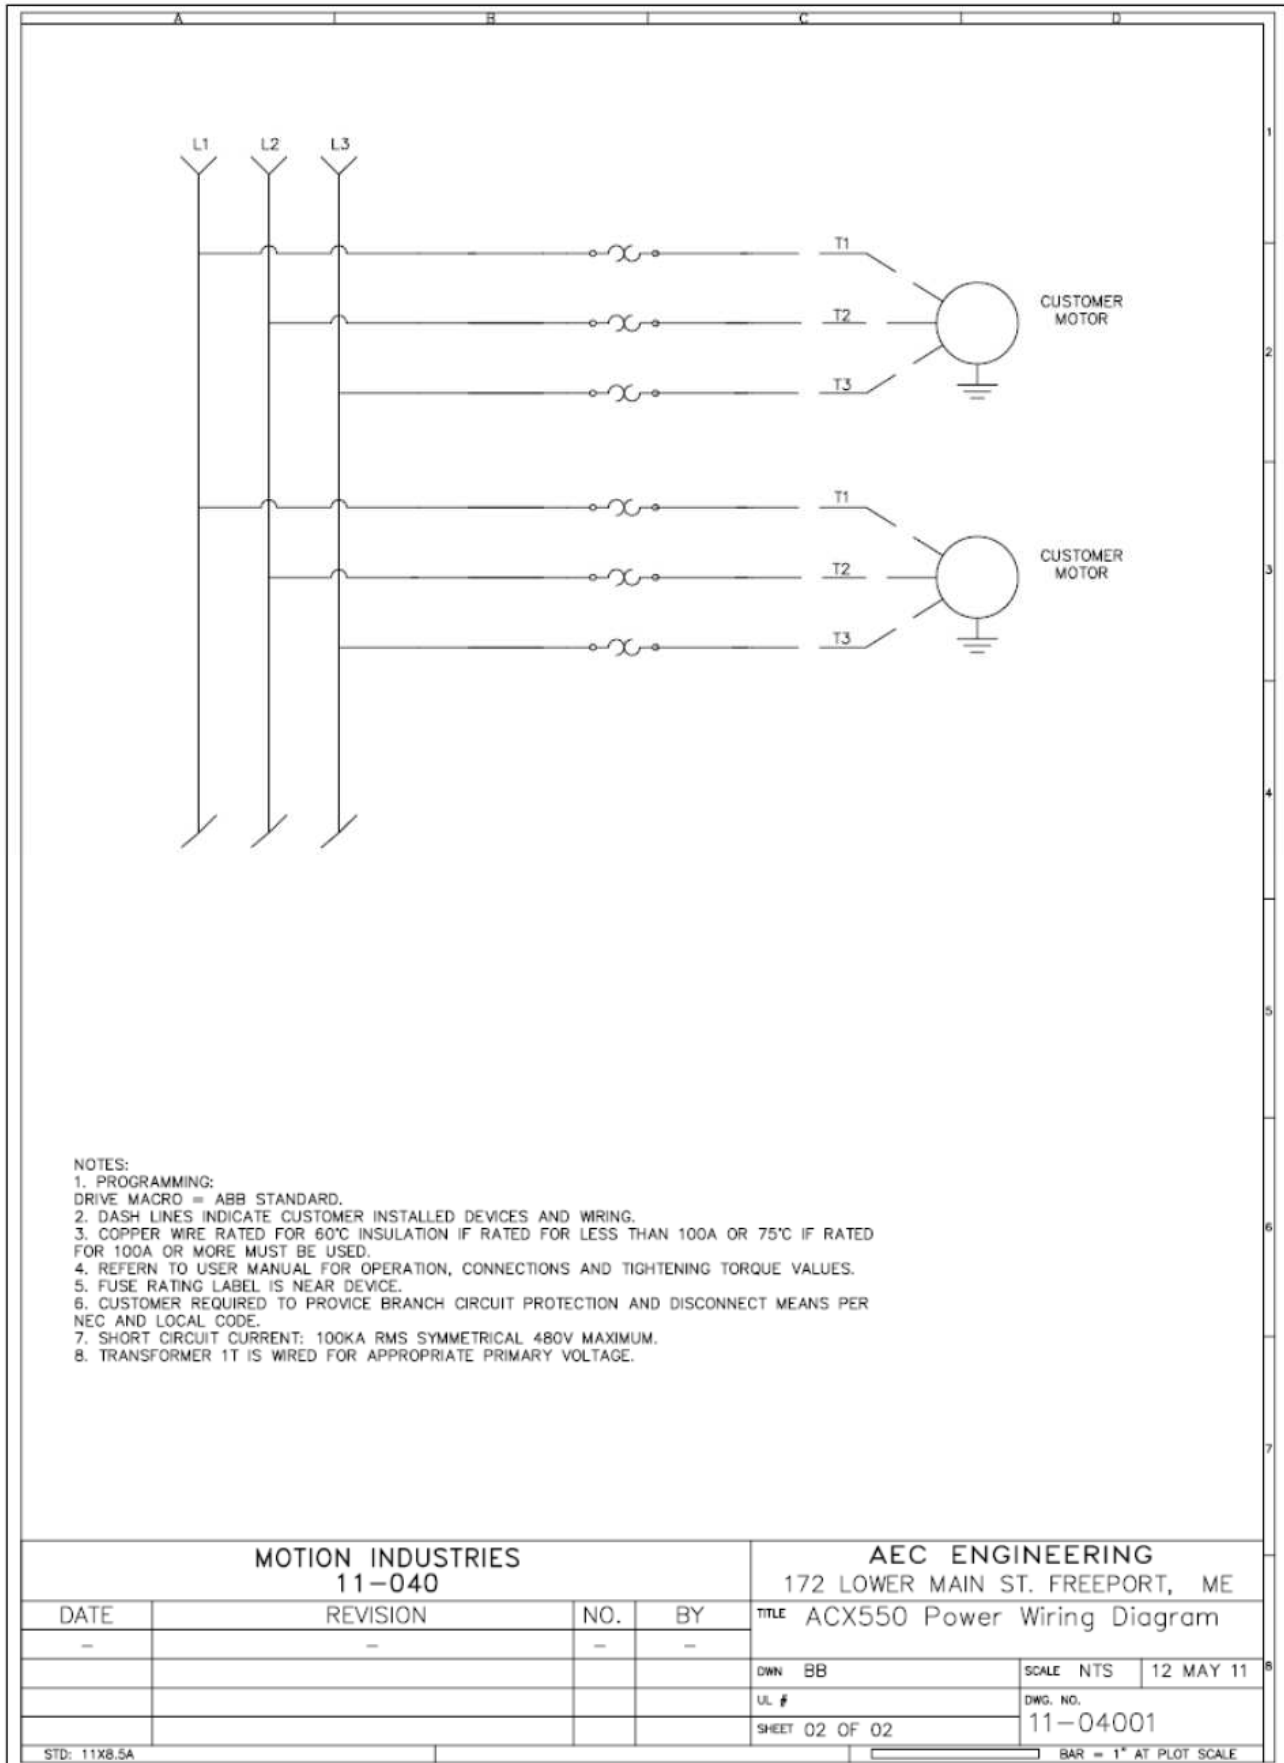 A B C D
1
L1 L2 L3
T1
CUSTOMER
MOTOR
T2
2
T3
T1
CUSTOMER
MOTOR
T2
3
T3
4
5
NOTES:
1. PROGRAMMING:
DRIVE MACRO = ABB STANDARD.
2. DASH LINES INDICATE CUSTOMER INSTALLED DEVICES AND WIRING.
6
3. COPPER WIRE RATED FOR 60°C INSULATION IF RATED FOR LESS THAN 100A OR 75°C IF RATED
FOR 100A OR MORE MUST BE USED.
4. REFERN TO USER MANUAL FOR OPERATION, CONNECTIONS AND TIGHTENING TORQUE VALUES.
5. FUSE RATING LABEL IS NEAR DEVICE.
6. CUSTOMER REQUIRED TO PROVICE BRANCH CIRCUIT PROTECTION AND DISCONNECT MEANS PER
NEC AND LOCAL CODE.
7. SHORT CIRCUIT CURRENT: 100KA RMS SYMMETRICAL 480V MAXIMUM.
8. TRANSFORMER 1T IS WIRED FOR APPROPRIATE PRIMARY VOLTAGE.
7
MOTION INDUSTRIES
11-040
AEC ENGINEERING
172 LOWER MAIN ST. FREEPORT, ME
DATE REVISION NO. BY
- - - -
TITLE ACX550 Power Wiring Diagram
DWN BB SCALE NTS 12 MAY 11
8
UL # DWG. NO.
11-04001
SHEET 02 OF 02
STD: 11X8.5A BAR = 1" AT PLOT SCALE